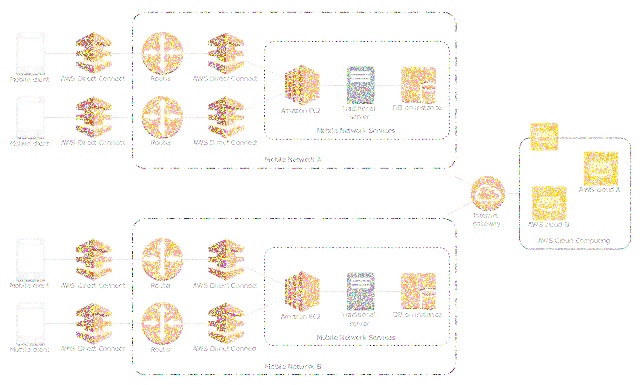 Mobile client
AWS Direct Connect
Router
AWS Direct Connect
Amazon EC2
Traditional
server
DB on instance
Mobile client
AWS Direct Connect
Router
AWS Direct Connect
Mobile Network Services
Mobile Network A
Internet
gateway
AWS Cloud A
AWS Cloud B
AWS Cloud Computing
Mobile client
AWS Direct Connect
Router
AWS Direct Connect
Amazon EC2
Traditional
server
DB on instance
Mobile client
AWS Direct Connect
Router
AWS Direct Connect
Mobile Network Services
Mobile Network B